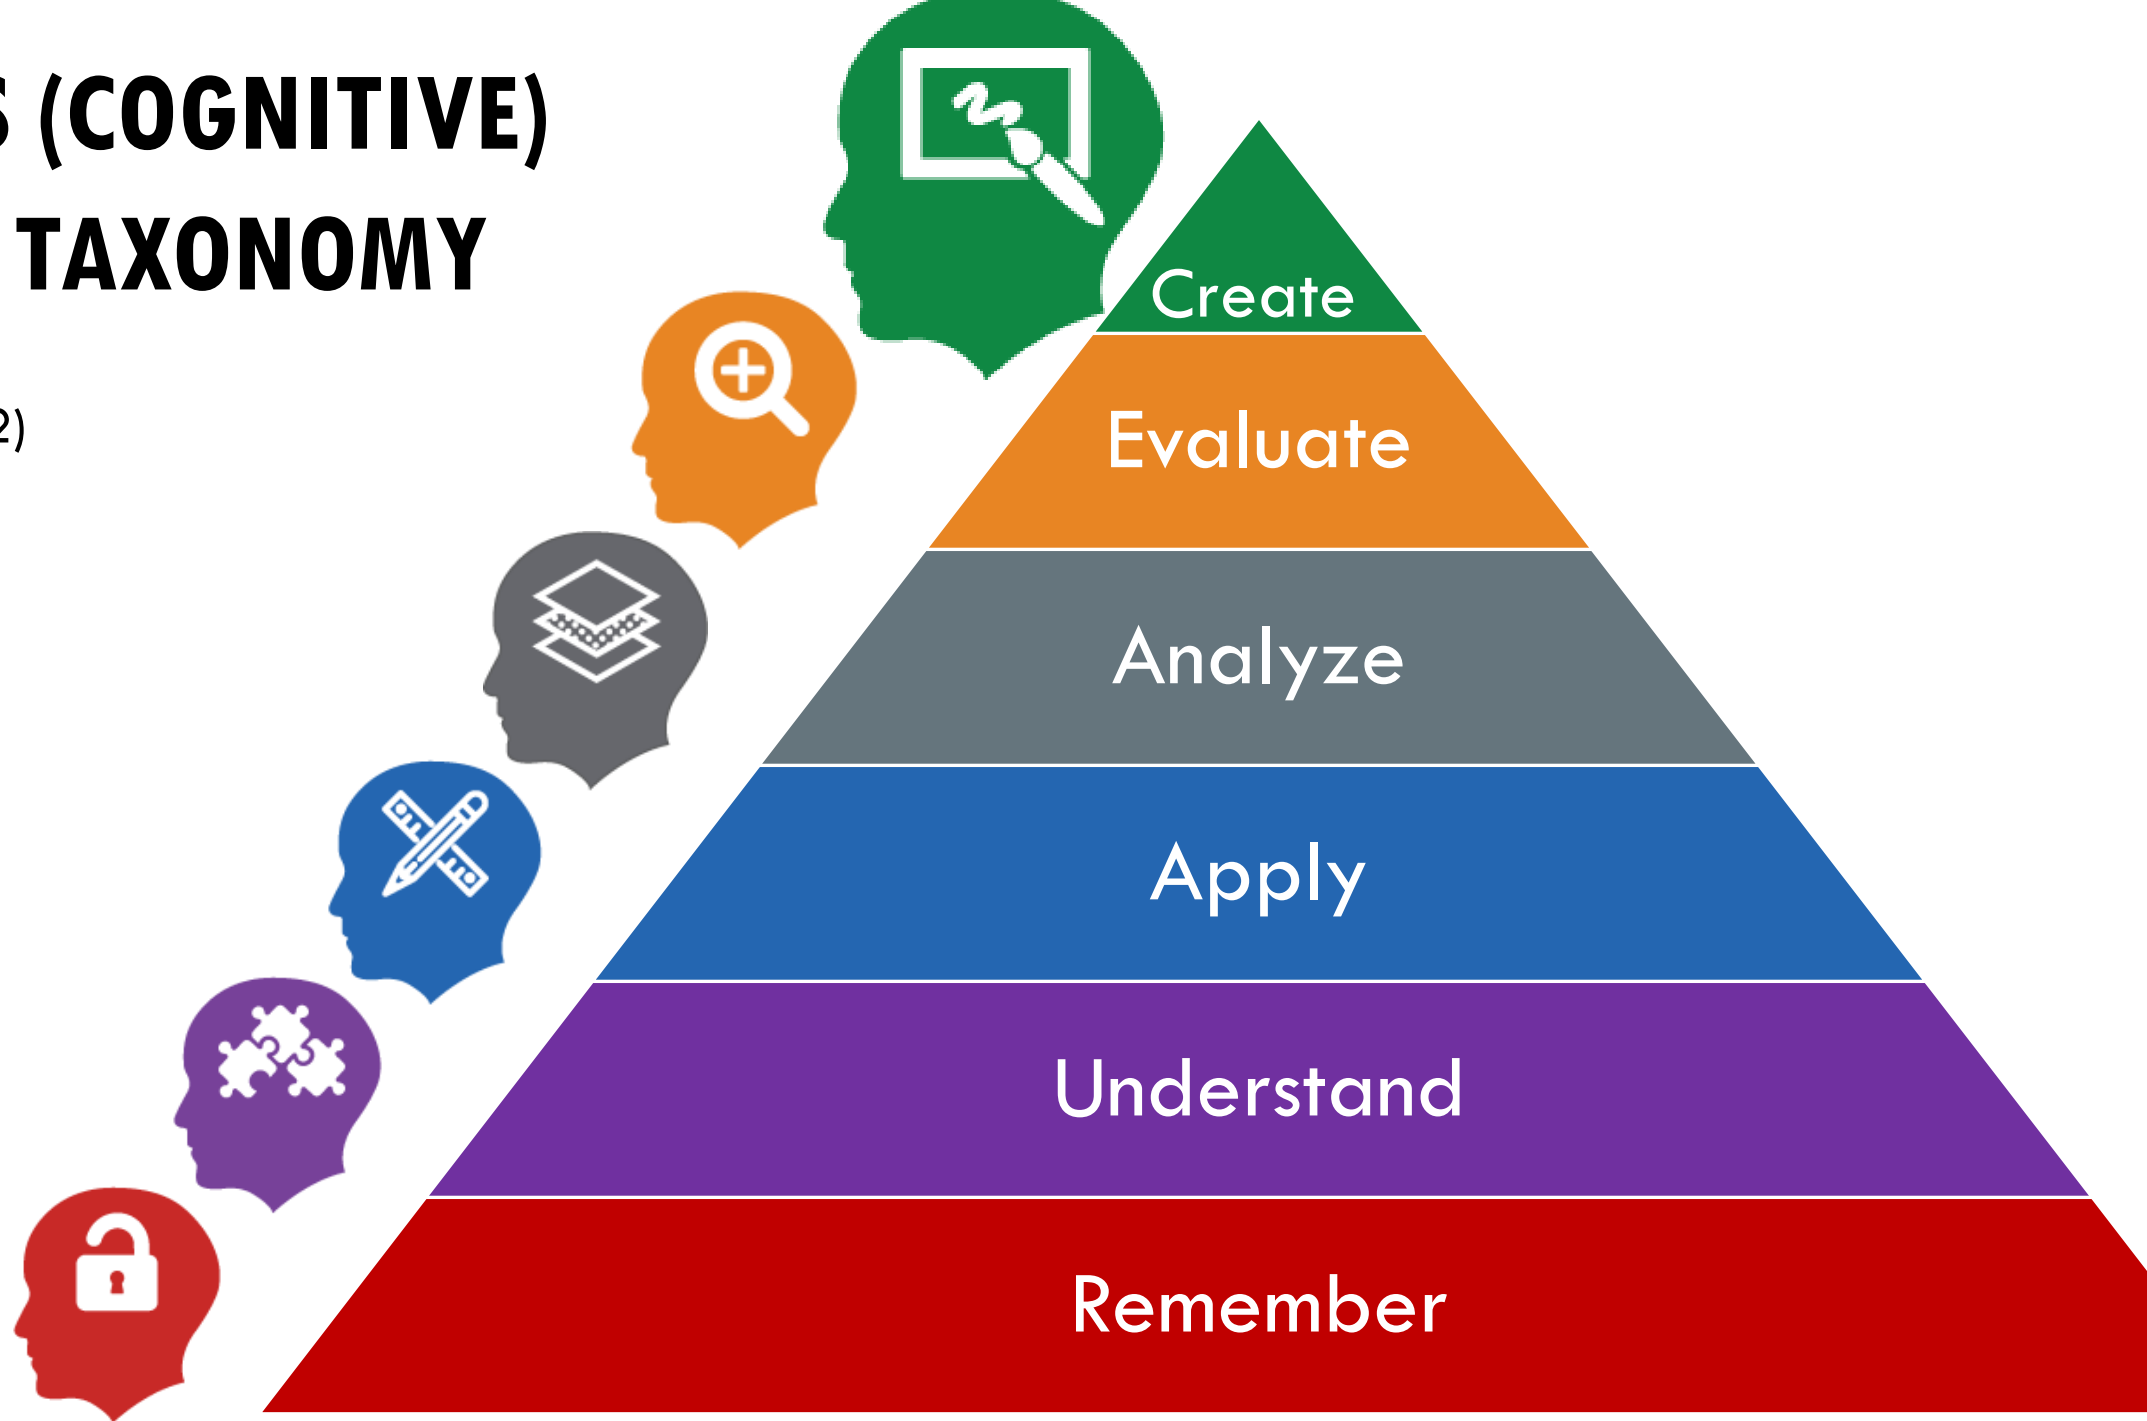 S (COGNITIVE)
TAXONOMY
2)
Create
Evaluate
Analyze
Apply
Understand
Remember